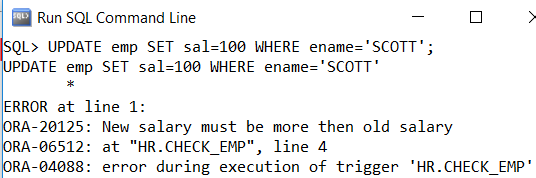 Run SQL Command Line
SQL> UPDATE emp SET sal=100 WHERE ename='SCOTT';
UPDATE emp SET sal=100 WHERE ename='SCOTT'
       *
ERROR at line 1:
ORA-20125: New salary must be more then old salary
ORA-06512: at "HR.CHECK_EMP", line 4
ORA-04088: error during execution of trigger 'HR.CHECK_EMP'